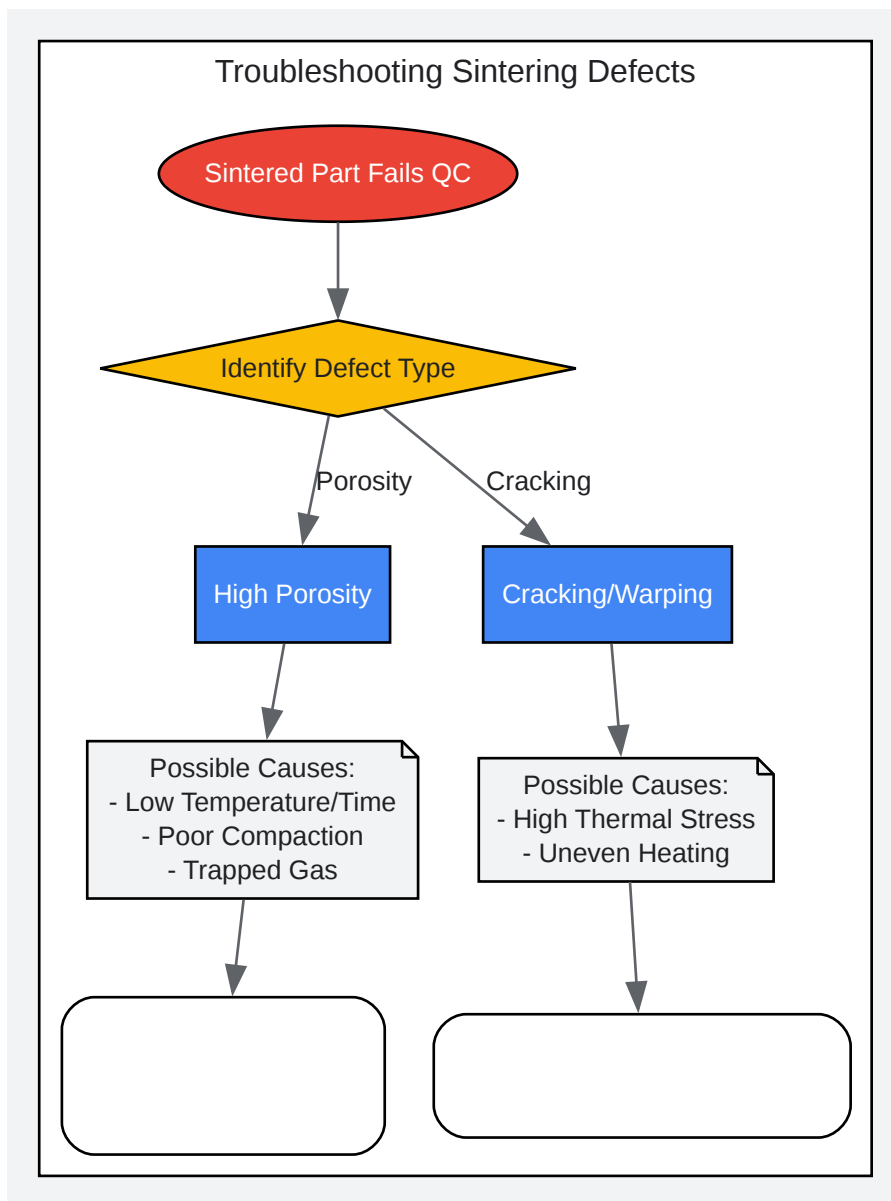 Troubleshooting Sintering Defects
Sintered Part Fails QC
Identify Defect Type
Porosity
Cracking
High Porosity
Cracking/Warping
Possible Causes:
- Low Temperature/Time
- Poor Compaction
- Trapped Gas
Possible Causes:
- High Thermal Stress
- Uneven Heating